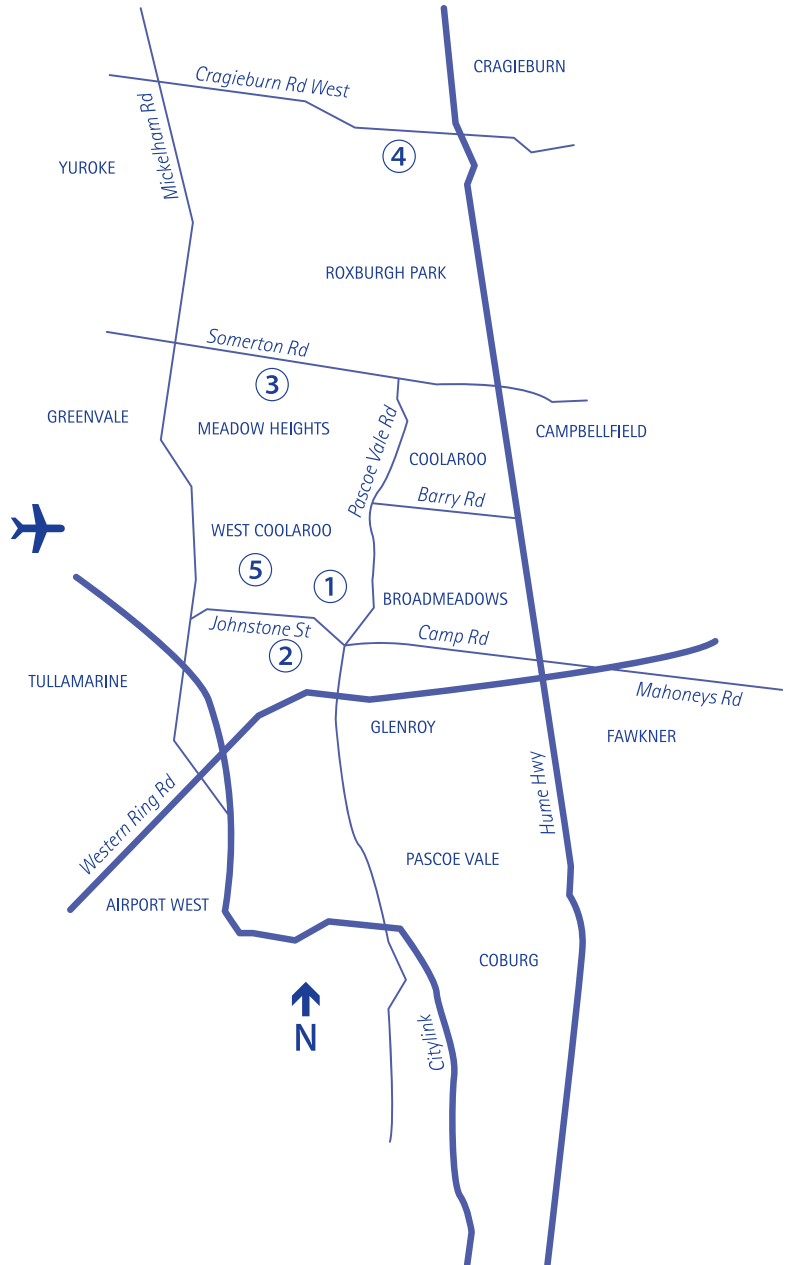 CRAGIEBURN
Cragieburn Rd West
Mickelham Rd
4
YUROKE
ROXBURGH PARK
Somerton Rd
3
GREENVALE
MEADOW HEIGHTS
Pascoe Vale Rd
CAMPBELLFIELD
COOLAROO
Barry Rd
WEST COOLAROO
5
1
BROADMEADOWS
Johnstone St
Camp Rd
2
TULLAMARINE
Mahoneys Rd
GLENROY
FAWKNER
Hume Hwy
Western Ring Rd
PASCOE VALE
AIRPORT WEST
COBURG
N
Citylink